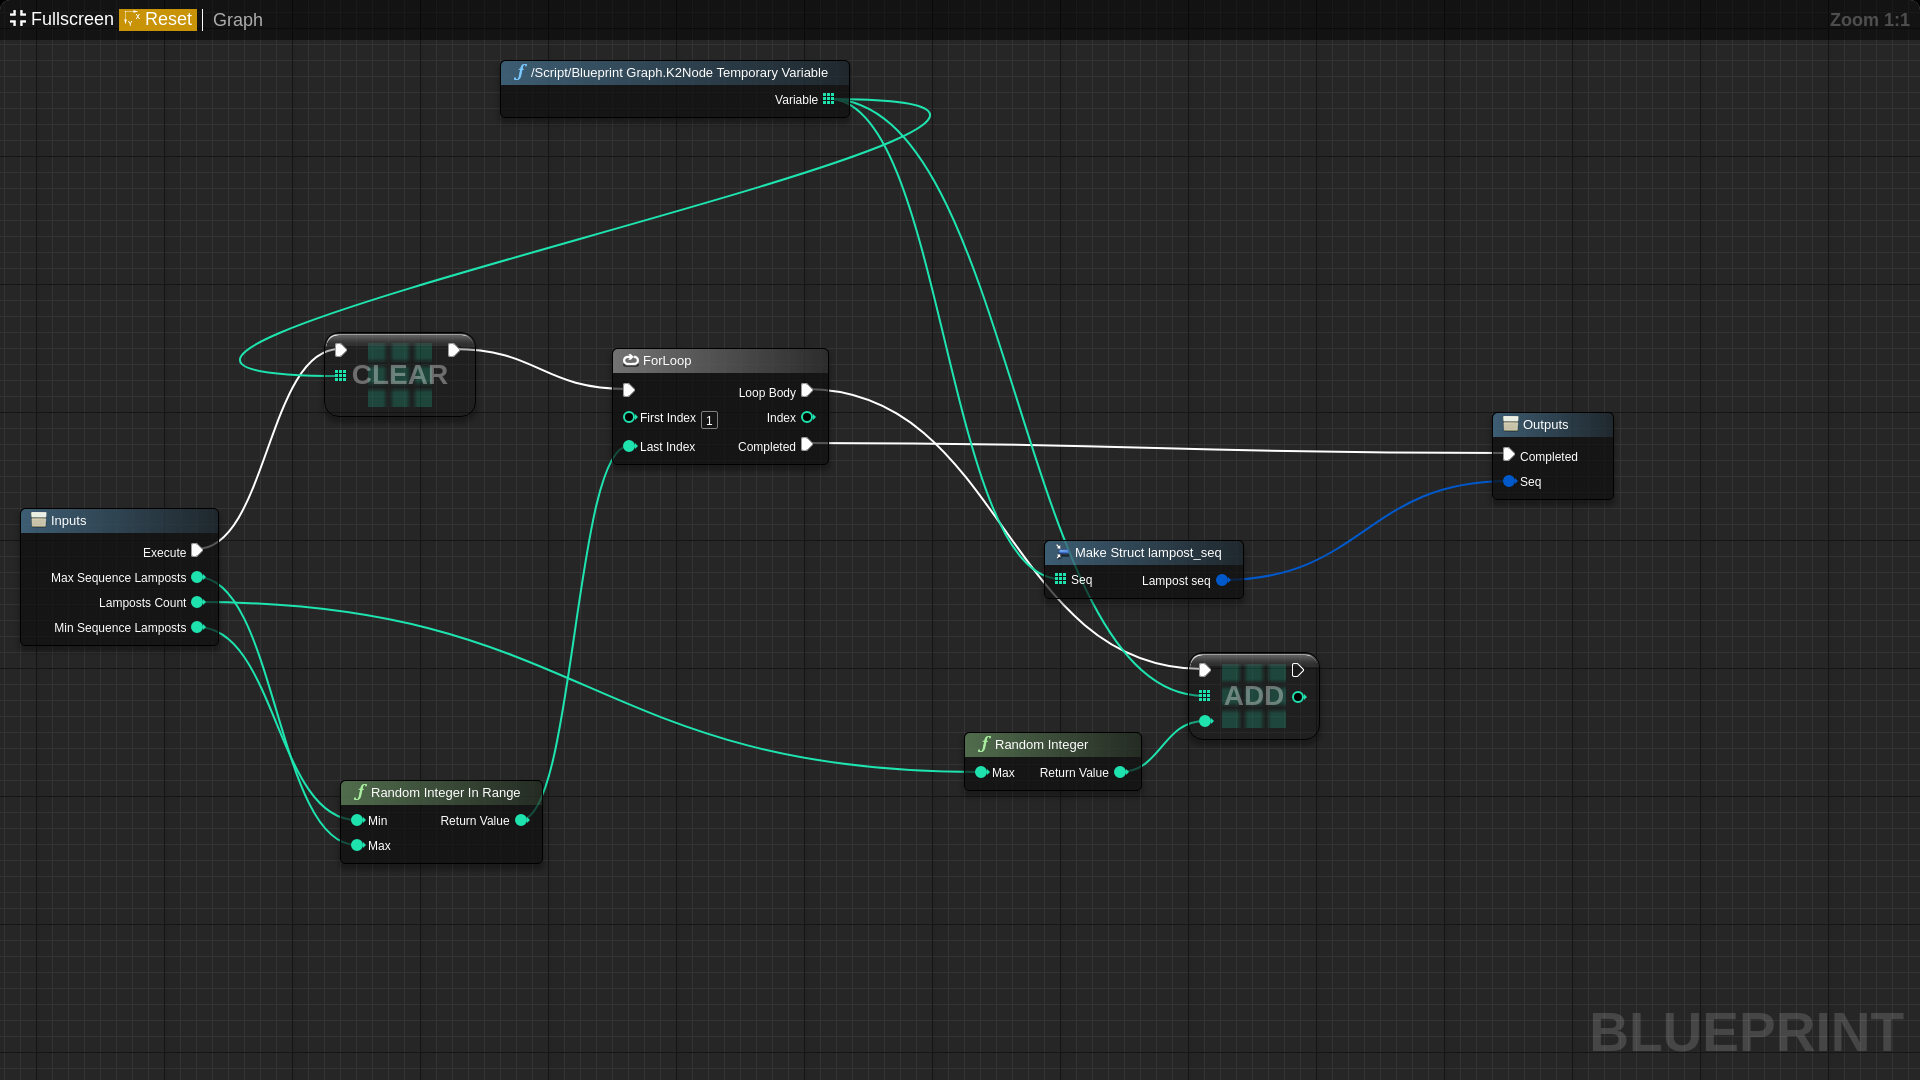 Fullscreen Reset Graph
Zoom 1:1
/Script/Blueprint Graph.K2Node Temporary Variable
Variable
CLEAR
ForLoop
Loop Body
First Index 1 Index
Last Index Completed
Outputs
Completed
Seq
Inputs
Execute
Max Sequence Lamposts
Lamposts Count
Min Sequence Lamposts
Make Struct lampost_seq
Seq Lampost seq
ADD
Random Integer
Max Return Value
Random Integer In Range
Min Return Value
Max
BLUEPRINT